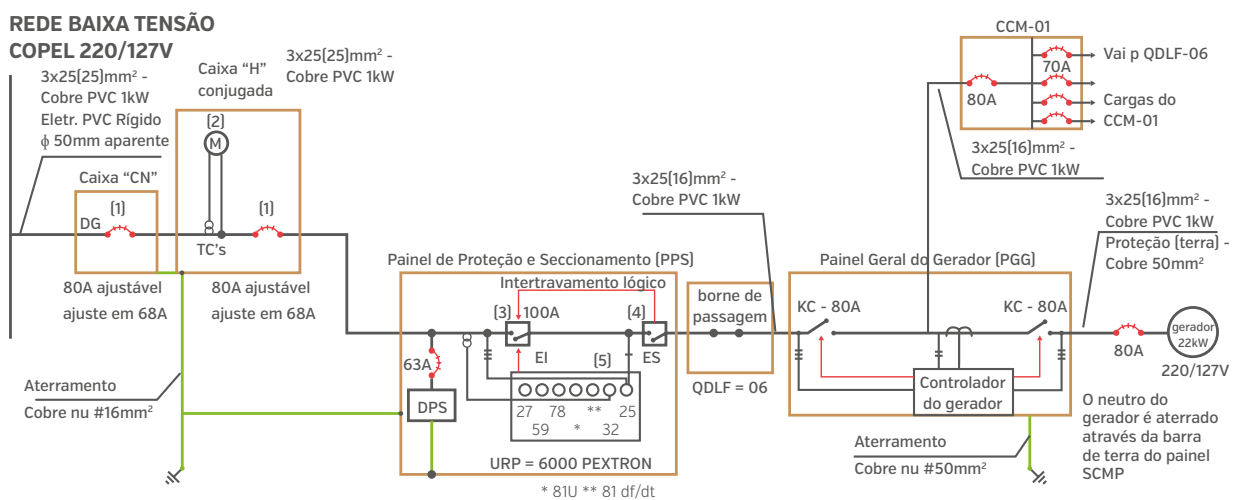 REDE BAIXA TENSÃO
COPEL 220/127V
3x25(25)mm² -
Cobre PVC 1kW
Eletr. PVC Rígido
ϕ 50mm aparente
Caixa "CN"
DG
(1)
80A ajustável
ajuste em 68A
Caixa "H"
conjugada
(2)
M
TC's
(1)
80A ajustável
ajuste em 68A
3x25(25)mm² -
Cobre PVC 1kW
Aterramento
Cobre nu #16mm²
Painel de Proteção e Seccionamento (PPS)
Intertravamento lógico
(3)
100A
(4)
EI
(5)
ES
63A
DPS
27 78 ** 25
59 * 32
URP = 6000 PEXTRON
* 81U ** 81 df/dt
borne de
passagem
QDLF = 06
3x25(16)mm² -
Cobre PVC 1kW
CCM-01
80A
70A
Vai p QDLF-06
Cargas do
CCM-01
3x25(16)mm² -
Cobre PVC 1kW
Painel Geral do Gerador (PGG)
KC - 80A
KC - 80A
Controlador
do gerador
Aterramento
Cobre nu #50mm²
3x25(16)mm² -
Cobre PVC 1kW
Proteção (terra) -
Cobre 50mm²
80A
gerador
22kW
220/127V
O neutro do
gerador é aterrado
através da barra
de terra do painel
SCMP